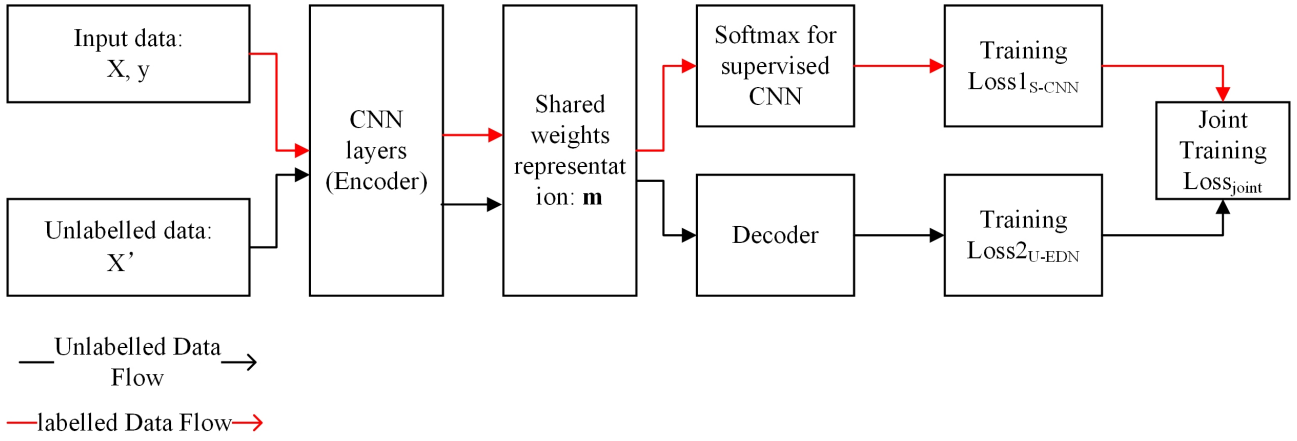 Input data:
X, y
Unlabelled data:
X’
CNN
layers
(Encoder)
Shared
weights
representat
ion: m
Softmax for
supervised
CNN
Decoder
Training
Loss1S-CNN
Training
Loss2U-EDN
Joint
Training
Lossjoint
Unlabelled Data
Flow
labelled Data Flow